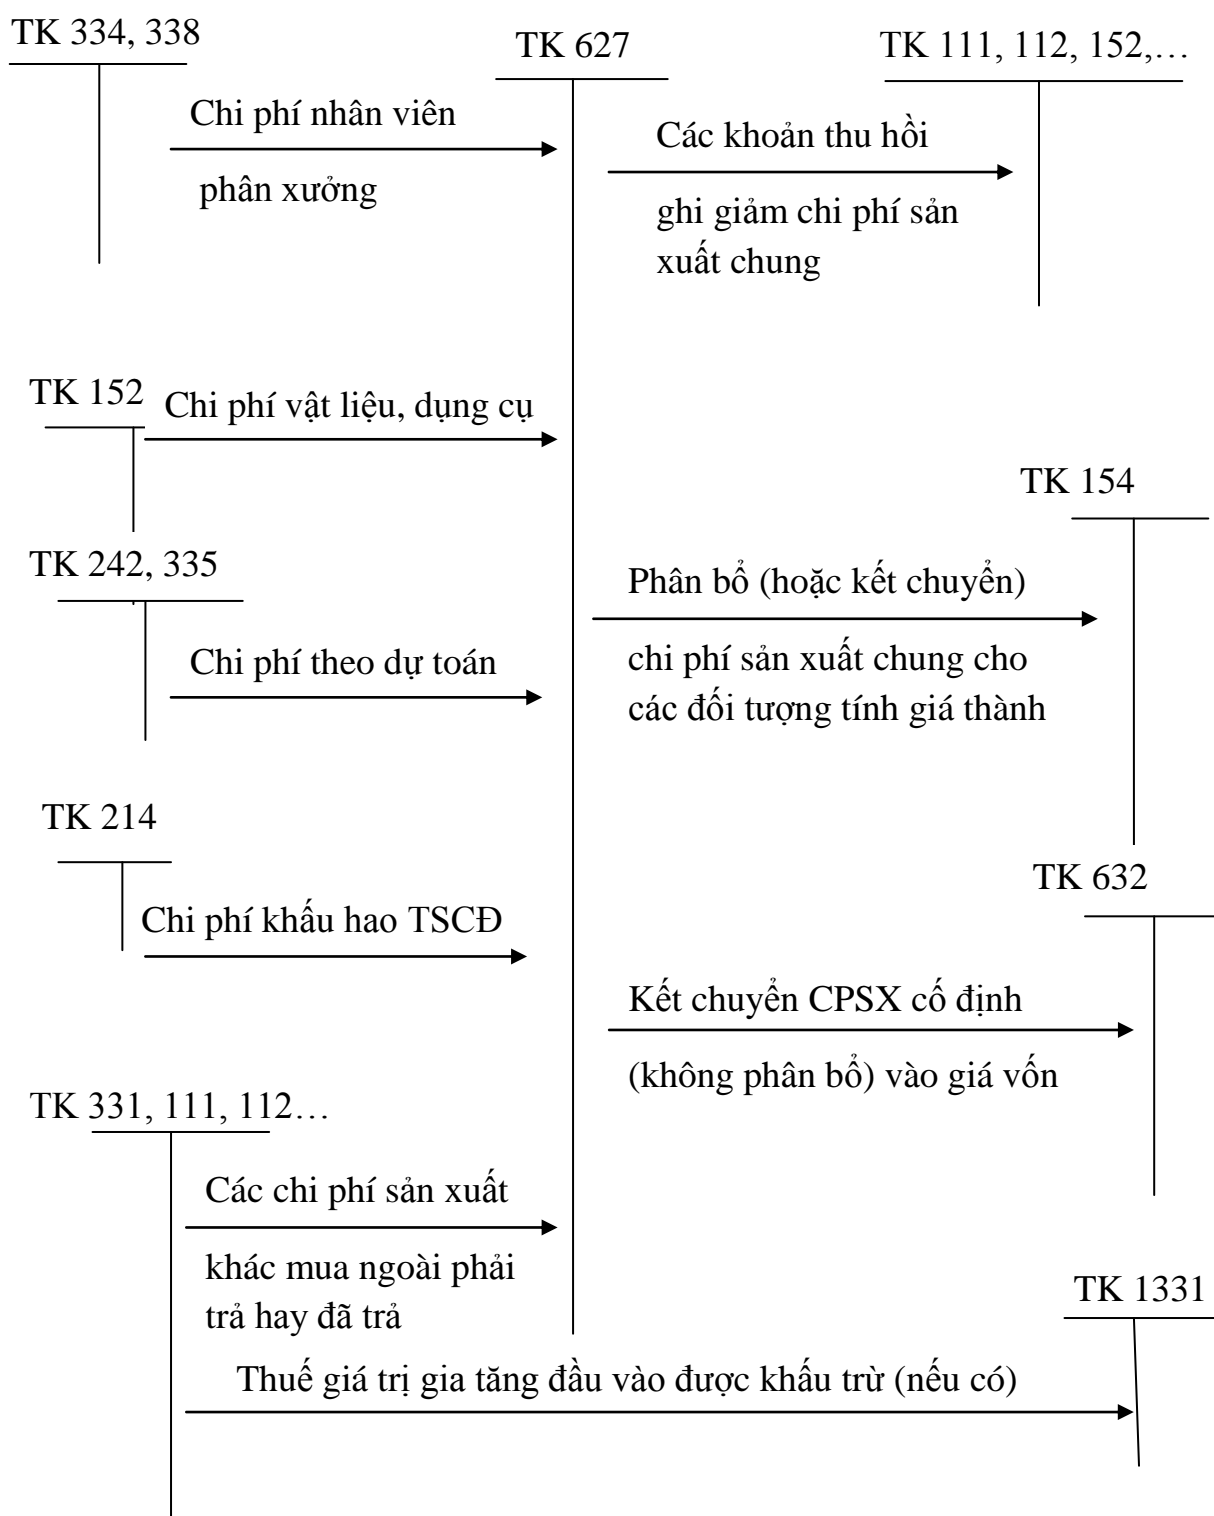 TK 334, 338
TK 627
TK 111, 112, 152,…
Chi phí nhân viên
phân xưởng
Các khoản thu hồi
ghi giảm chi phí sản
xuất chung
TK 152
Chi phí vật liệu, dụng cụ
TK 154
TK 242, 335
Chi phí theo dự toán
Phân bổ (hoặc kết chuyển)
chi phí sản xuất chung cho
các đối tượng tính giá thành
TK 214
Chi phí khấu hao TSCĐ
TK 632
Kết chuyển CPSX cố định
(không phân bổ) vào giá vốn
TK 331, 111, 112…
Các chi phí sản xuất
khác mua ngoài phải
trả hay đã trả
TK 1331
Thuế giá trị gia tăng đầu vào được khấu trừ (nếu có)